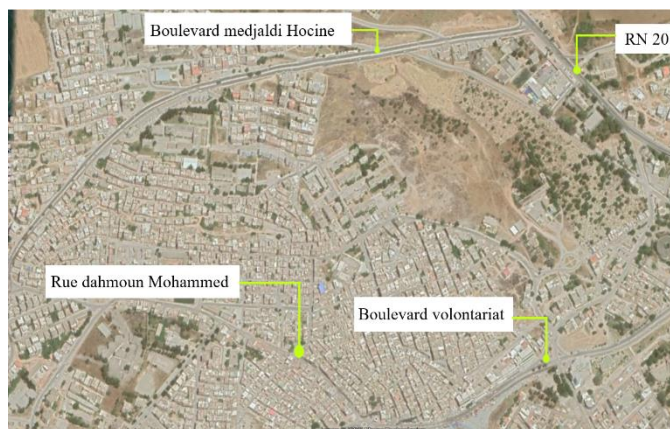 Boulevard medjaldi Hocine
RN 20
Rue dahmoun Mohammed
Boulevard volontariat